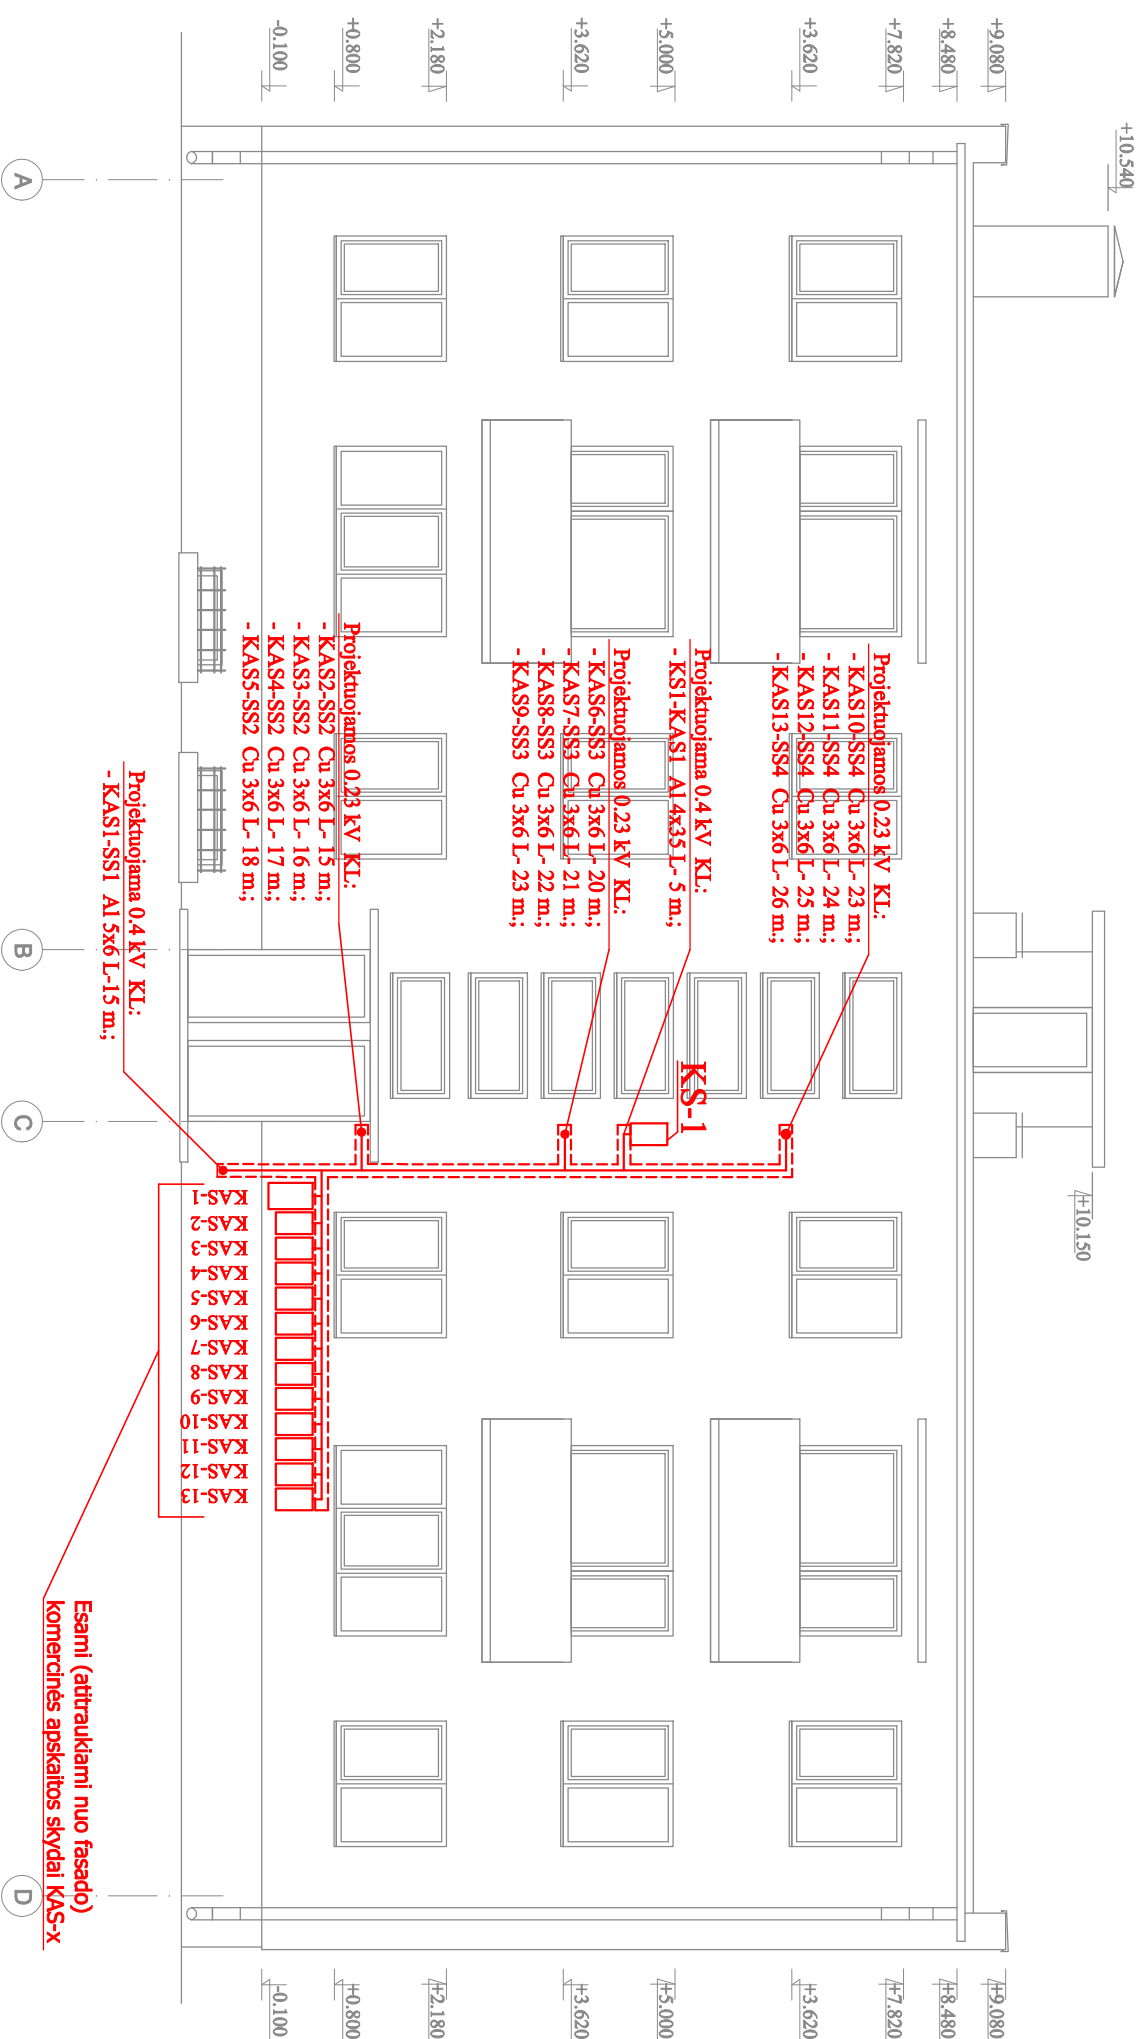 +10.540
+9.080
+8.480
+7.820
+3.620
+5.000
+3.620
+2.180
+0.800
-0.100
+10.150
Projektuojamos 0.23 kV KL:
- KAS10-SS4 Cu 3x6 L- 23 m.;
- KAS11-SS4 Cu 3x6 L- 24 m.;
- KAS12-SS4 Cu 3x6 L- 25 m.;
- KAS13-SS4 Cu 3x6 L- 26 m.;
Projektuojama 0.4 kV KL:
- KS1-KAS1 Al 4x35 L- 5 m.;
KS-1
Projektuojamos 0.23 kV KL:
- KAS6-SS3 Cu 3x6 L- 20 m.;
- KAS7-SS3 Cu 3x6 L- 21 m.;
- KAS8-SS3 Cu 3x6 L- 22 m.;
- KAS9-SS3 Cu 3x6 L- 23 m.;
Projektuojamos 0.23 kV KL:
- KAS2-SS2 Cu 3x6 L- 15 m.;
- KAS3-SS2 Cu 3x6 L- 16 m.;
- KAS4-SS2 Cu 3x6 L- 17 m.;
- KAS5-SS2 Cu 3x6 L- 18 m.;
Projektuojama 0.4 kV KL:
- KAS1-SS1 Al 5x6 L-15 m.;
KAS-1
KAS-2
KAS-3
KAS-4
KAS-5
KAS-6
KAS-7
KAS-8
KAS-9
KAS-10
KAS-11
KAS-12
KAS-13
Esami (atitraukiami nuo fasado)
komercinės apskaitos skydai KAS-x
+9.080
+8.480
+7.820
+3.620
+5.000
+3.620
+2.180
+0.800
-0.100
A
B
C
D